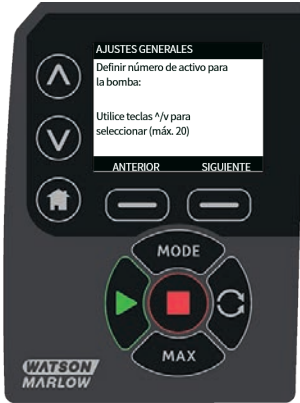 AJUSTES GENERALES
Definir número de activo para
la bomba:
Utilice teclas ^/v para
seleccionar (máx. 20)
ANTERIOR SIGUIENTE
MODE
MAX
WATSON
MARLOW